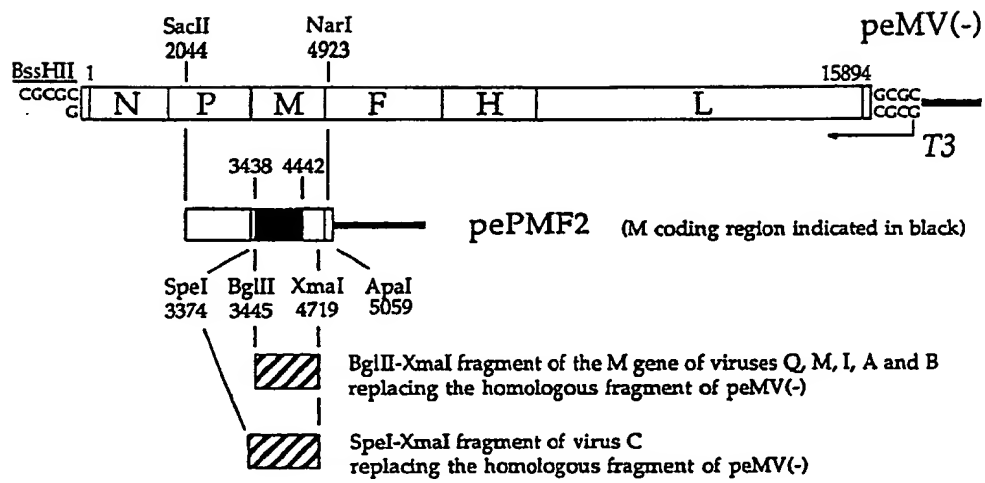 SacII NarI peMV(-)
2044 4923
BssHII 1 15894
CGCGC N P M F H L GCGC
G CGCG
T3
3438 4442
pePMF2 (M coding region indicated in black)
SpeI BglII XmaI ApaI
3374 3445 4719 5059
BglII-XmaI fragment of the M gene of viruses Q, M, I, A and B
replacing the homologous fragment of peMV(-)
SpeI-XmaI fragment of virus C
replacing the homologous fragment of peMV(-)